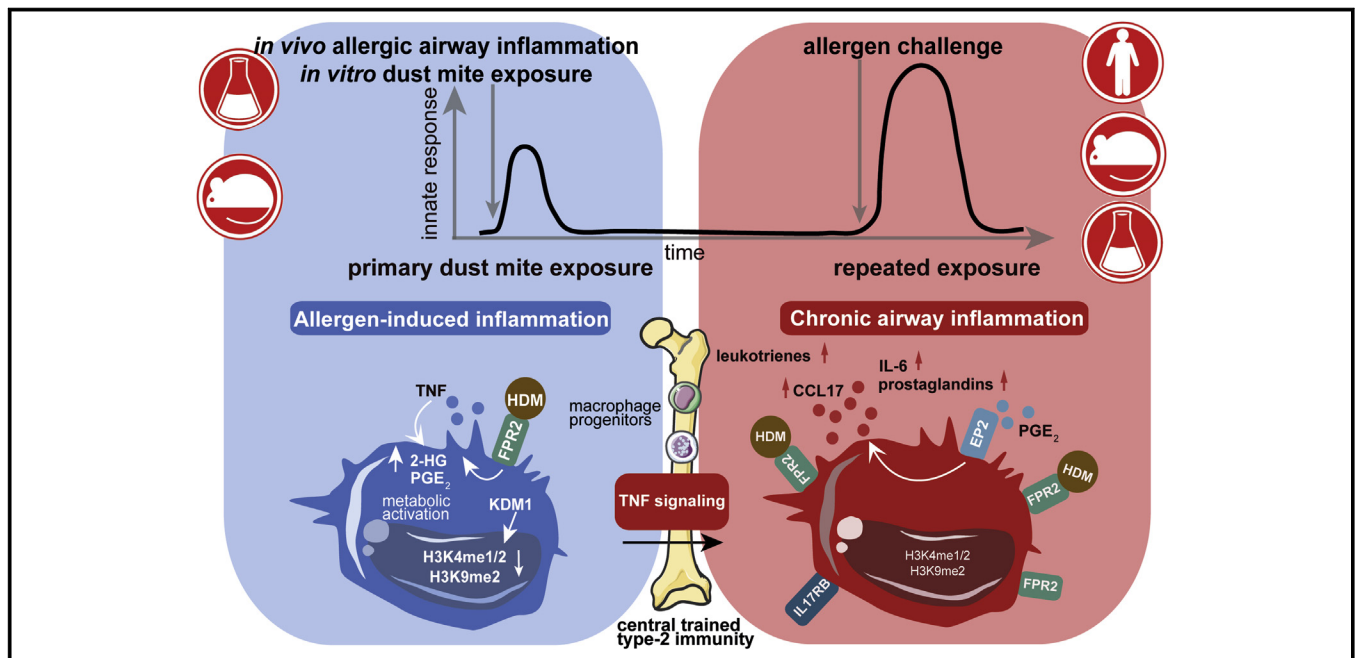 in vivo allergic airway inflammation
in vitro dust mite exposure
innate response
time
primary dust mite exposure
allergen challenge
repeated exposure
Allergen-induced inflammation
TNF
HDM
FPR2
2-HG
PGE₂
metabolic
activation
KDM1
H3K4me1/2
H3K9me2
macrophage
progenitors
TNF signaling
central trained
type-2 immunity
Chronic airway inflammation
leukotrienes
IL-6
prostaglandins
CCL17
HDM
FPR2
EP2
PGE₂
HDM
FPR2
H3K4me1/2
H3K9me2
FPR2
IL17RB